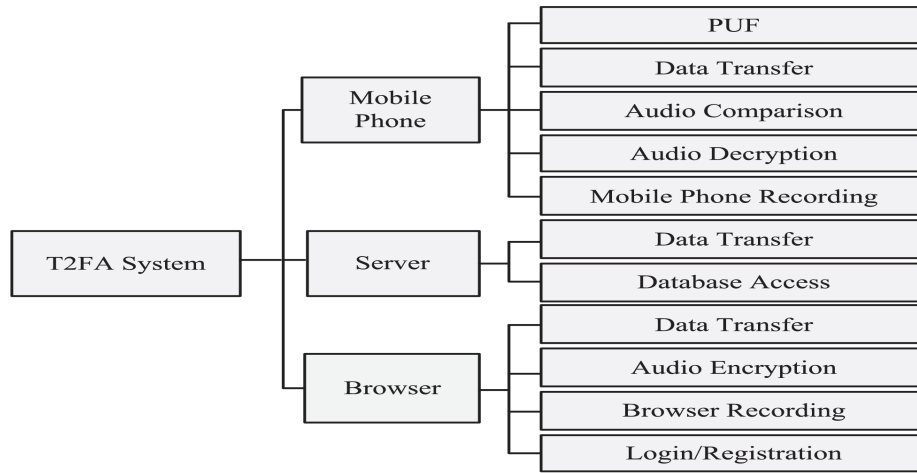 T2FA System
Mobile
Phone
PUF
Data Transfer
Audio Comparison
Audio Decryption
Mobile Phone Recording
Server
Data Transfer
Database Access
Browser
Data Transfer
Audio Encryption
Browser Recording
Login/Registration